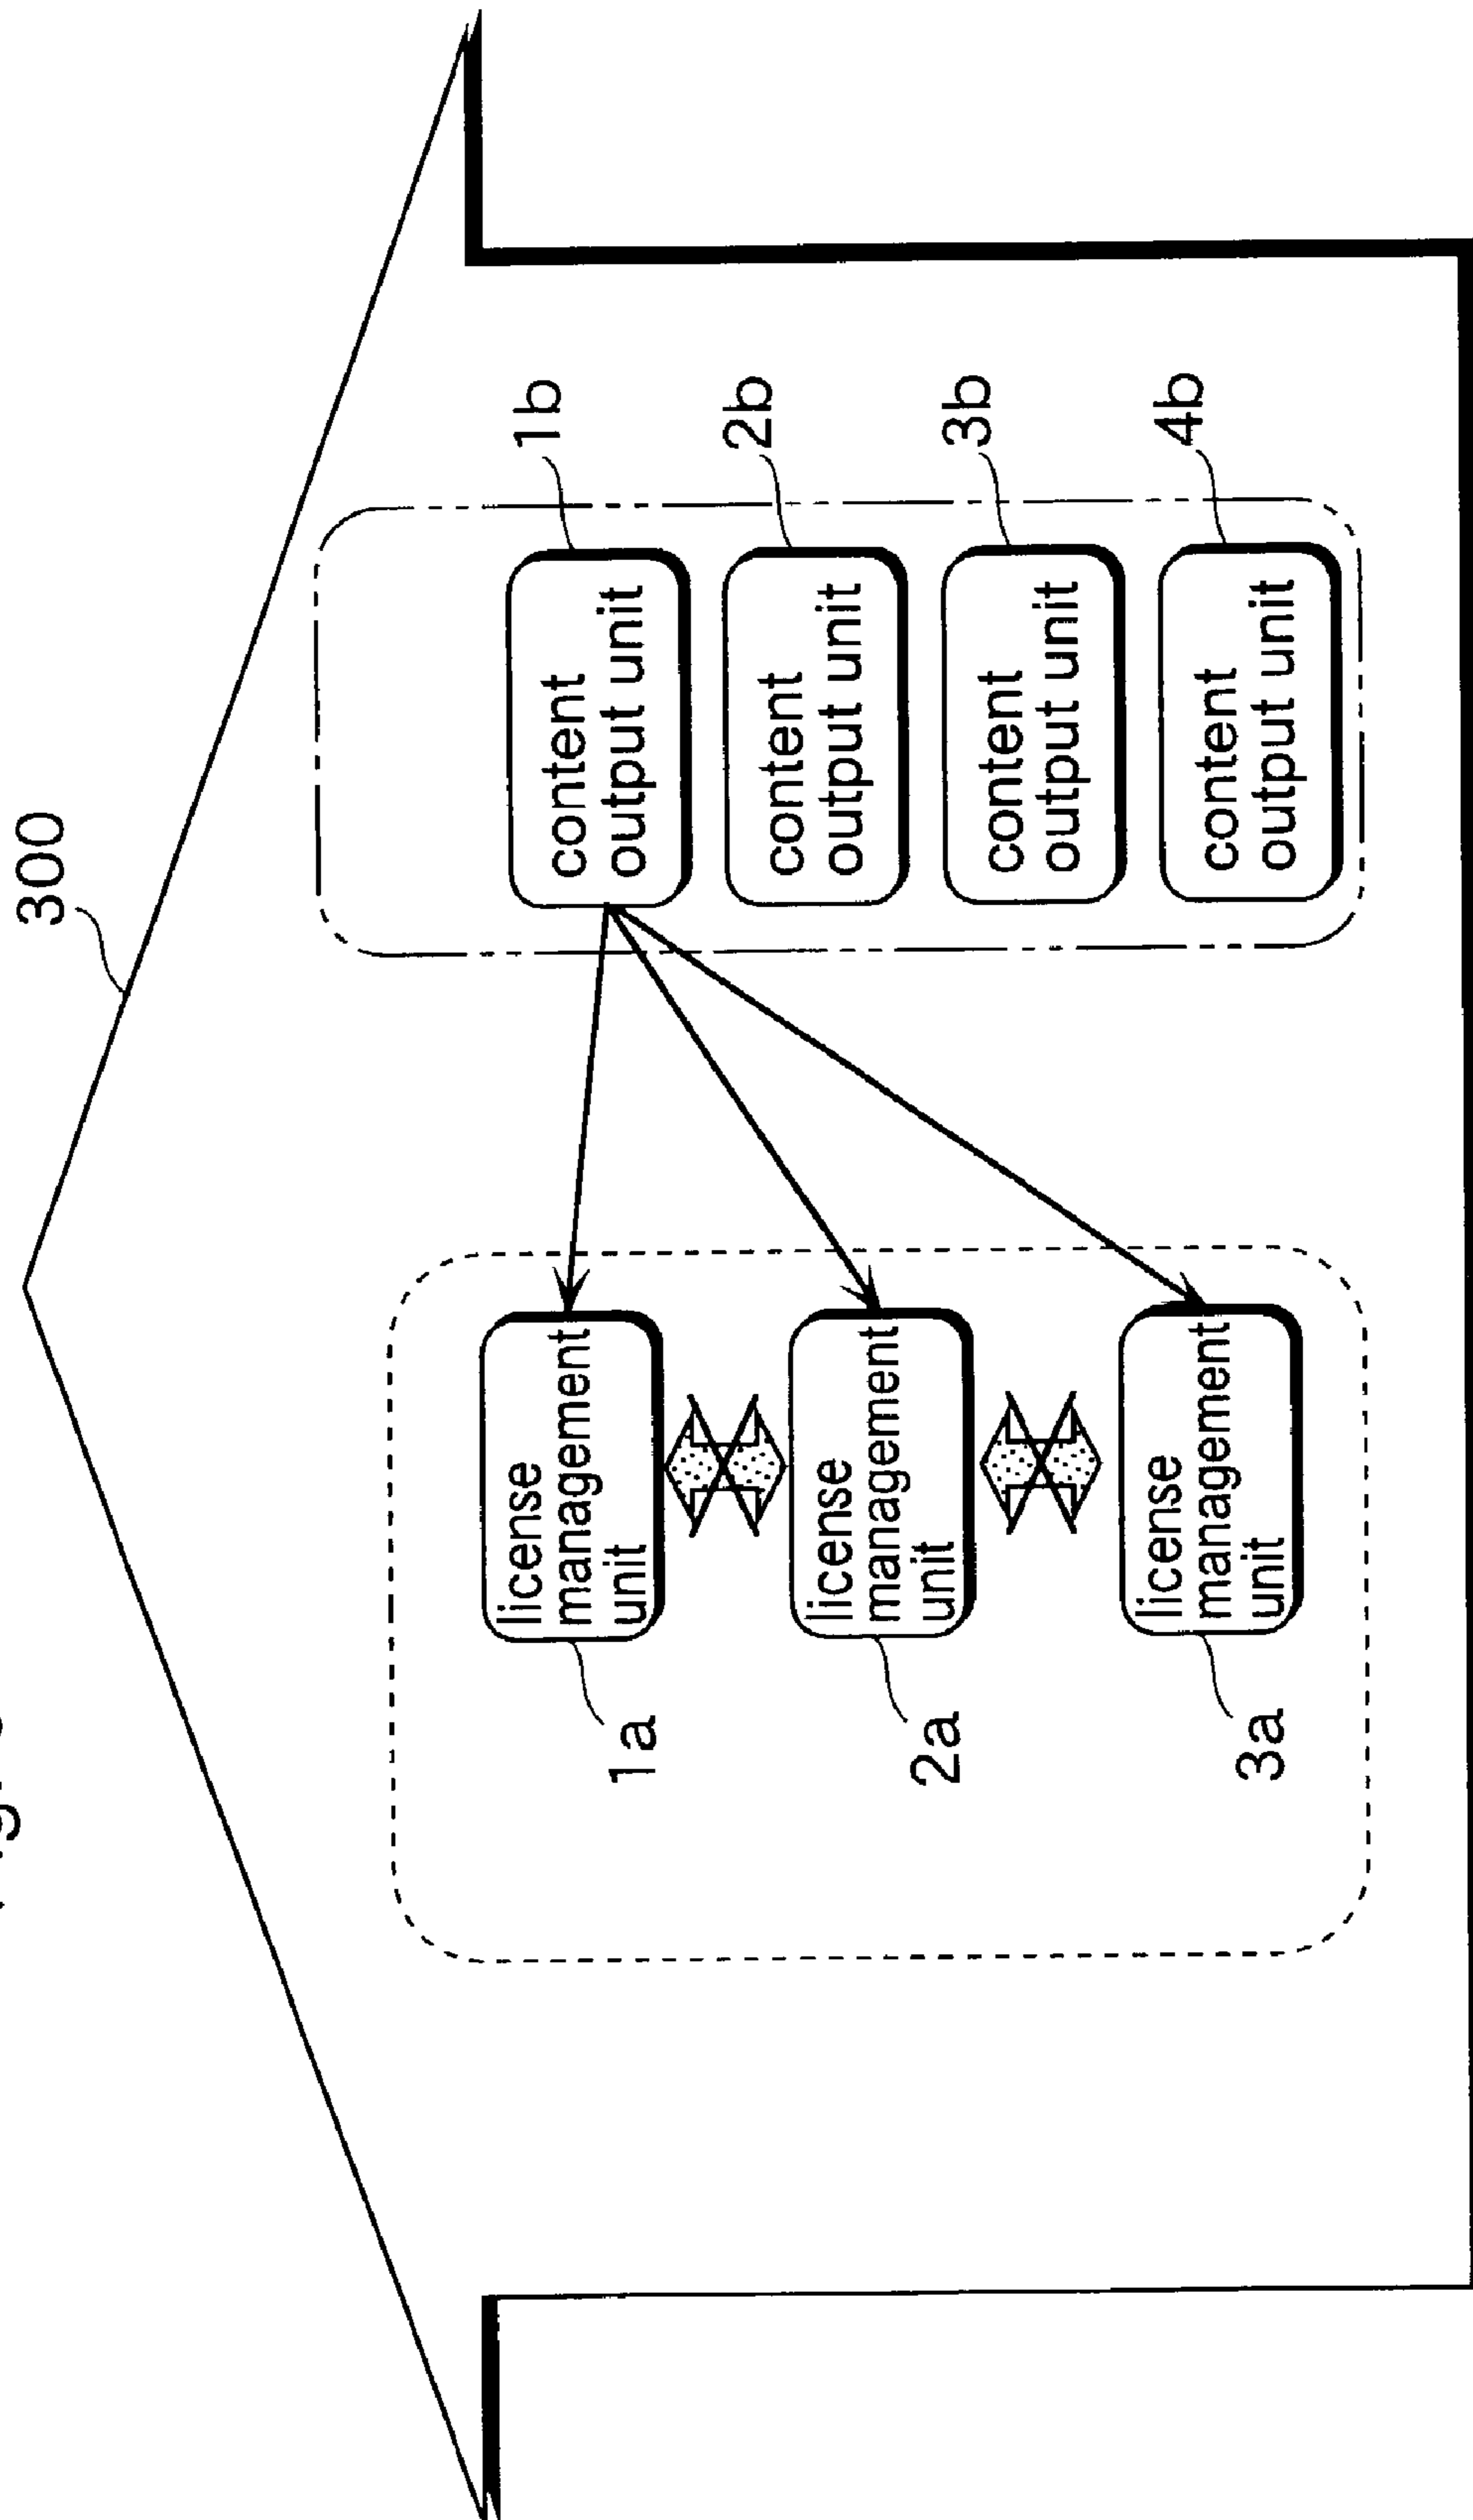 300
license
management
unit
1a
license
management
unit
2a
license
management
unit
3a
content
output unit
1b
content
output unit
2b
content
output unit
3b
content
output unit
4b